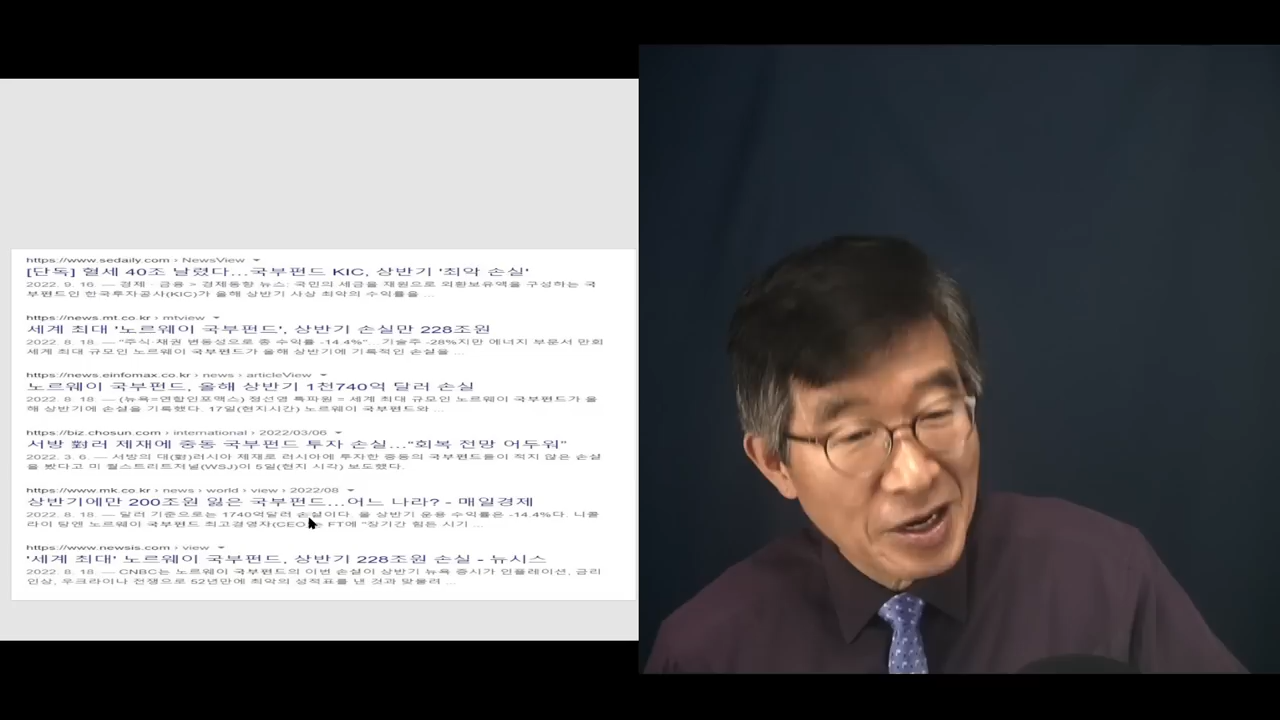 https://www.sedaily.com › NewsView
[단독] 혈세 40조 날렸다...국부펀드 KIC, 상반기 '최악 손실'
2022. 9. 16. — 경제 · 금융 > 경제동향 뉴스: 국민의 세금을 재원으로 외환보유액을 구성하는 국
부펀드인 한국투자공사(KIC)가 올해 상반기 사상 최악의 수익률을 ...
https://news.mt.co.kr › mtview
세계 최대 '노르웨이 국부펀드', 상반기 손실만 228조원
2022. 8. 18. — "주식·채권 변동성으로 총 수익률 -14.4%"... 기술주 -28%지만 에너지 부문서 만회
세계 최대 규모인 노르웨이 국부펀드가 올해 상반기에 기록적인 손실을 ...
https://news.einfomax.co.kr › news › articleView
노르웨이 국부펀드, 올해 상반기 1천740억 달러 손실
2022. 8. 18. — (뉴욕=연합인포맥스) 정선영 특파원 = 세계 최대 규모인 노르웨이 국부펀드가 올
해 상반기에 손실을 기록했다. 17일(현지시간) 노르웨이 국부펀드와 ...
https://biz.chosun.com › international › 2022/03/06
서방 對러 제재에 중동 국부펀드 투자 손실..."회복 전망 어두워"
2022. 3. 6. — 서방의 대(對)러시아 제재로 러시아에 투자한 중동의 국부펀드들이 적지 않은 손실
을 봤다고 미 월스트리트저널(WSJ)이 5일(현지 시각) 보도했다.
https://www.mk.co.kr › news › world › view › 2022/08
상반기에만 200조원 잃은 국부펀드...어느 나라? - 매일경제
2022. 8. 18. — 달러 기준으로는 1740억달러 손실이다. 올 상반기 운용 수익률은 -14.4%다. 니콜
라이 탕엔 노르웨이 국부펀드 최고경영자(CEO)는 FT에 "장기간 힘든 시기 ...
https://www.newsis.com › view
'세계 최대' 노르웨이 국부펀드, 상반기 228조원 손실 - 뉴시스
2022. 8. 18. — CNBC는 노르웨이 국부펀드의 이번 손실이 상반기 뉴욕 증시가 인플레이션, 금리
인상, 우크라이나 전쟁으로 52년만에 최악의 성적표를 낸 것과 맞물려 ...